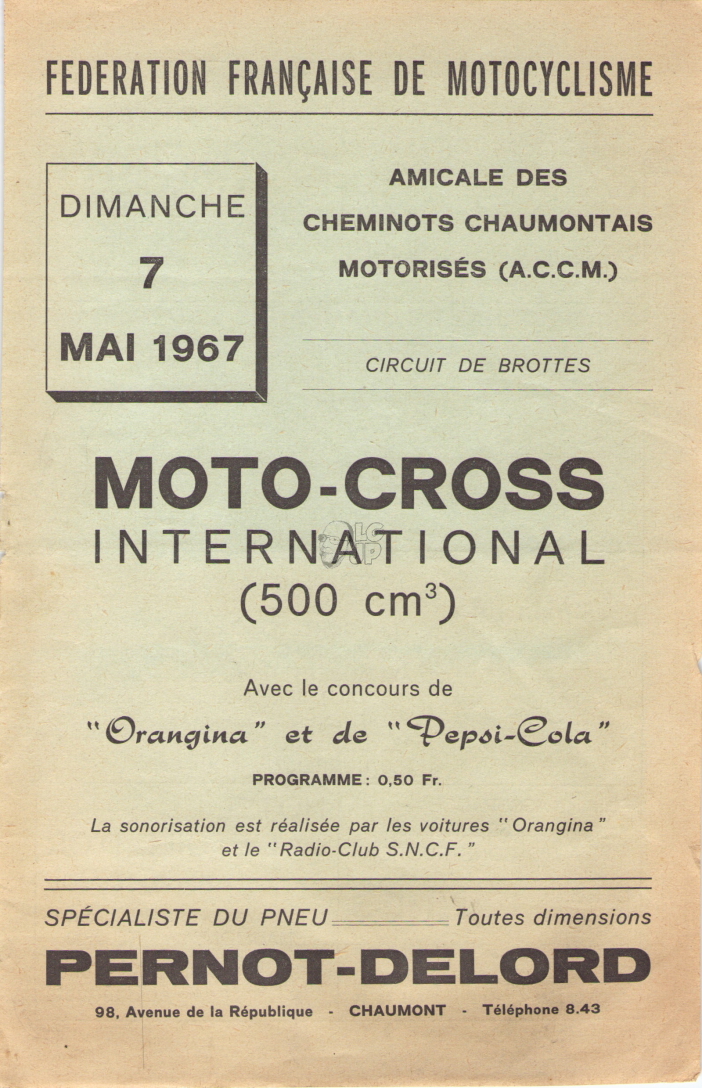 FEDERATION FRANÇAISE DE MOTOCYCLISME
DIMANCHE
7
MAI 1967
AMICALE DES
CHEMINOTS CHAUMONTAIS
MOTORISÉS (A.C.C.M.)
CIRCUIT DE BROTTES
MOTO-CROSS
INTERNATIONAL
(500 cm³)
LC
UP
Avec le concours de
"Orangina" et de "Pepsi-Cola"
PROGRAMME : 0,50 Fr.
La sonorisation est réalisée par les voitures "Orangina"
et le "Radio-Club S.N.C.F."
SPÉCIALISTE DU PNEU Toutes dimensions
PERNOT-DELORD
98, Avenue de la République - CHAUMONT - Téléphone 8.43